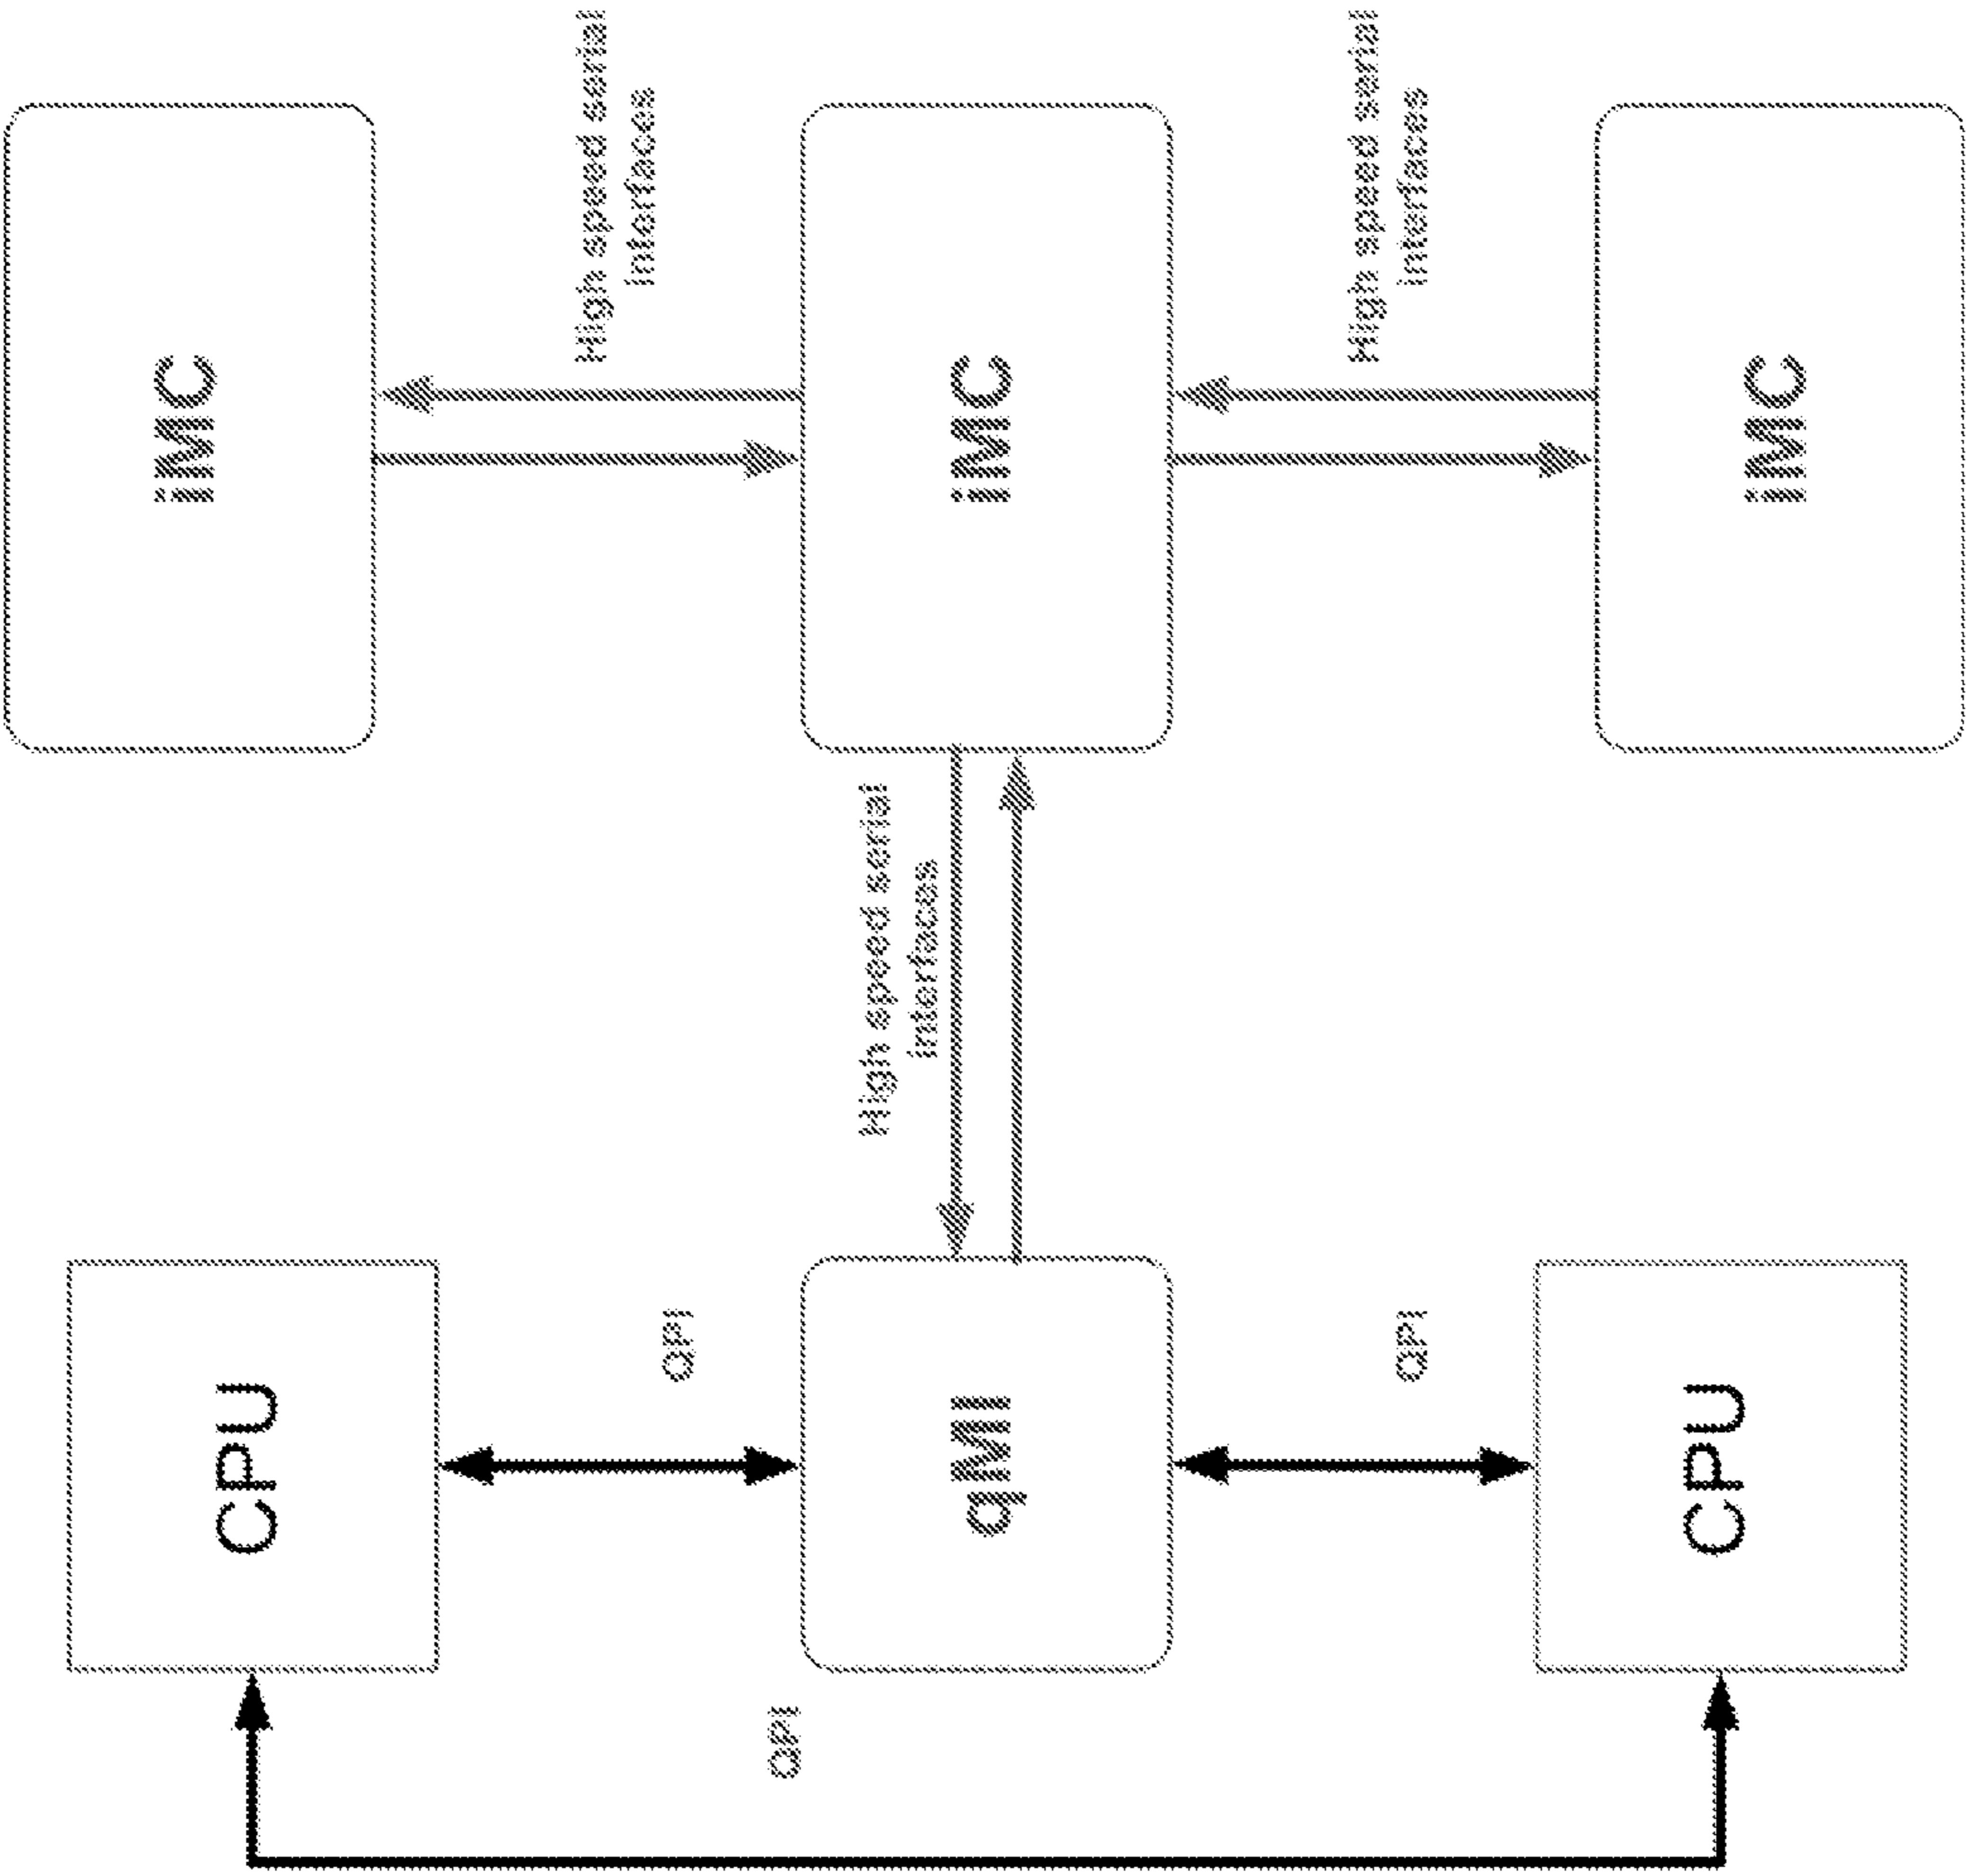 CPU
iMC
QPI
High speed serial
interfaces
QPI
High speed serial
interfaces
qMI
iMC
QPI
High speed serial
interfaces
CPU
iMC